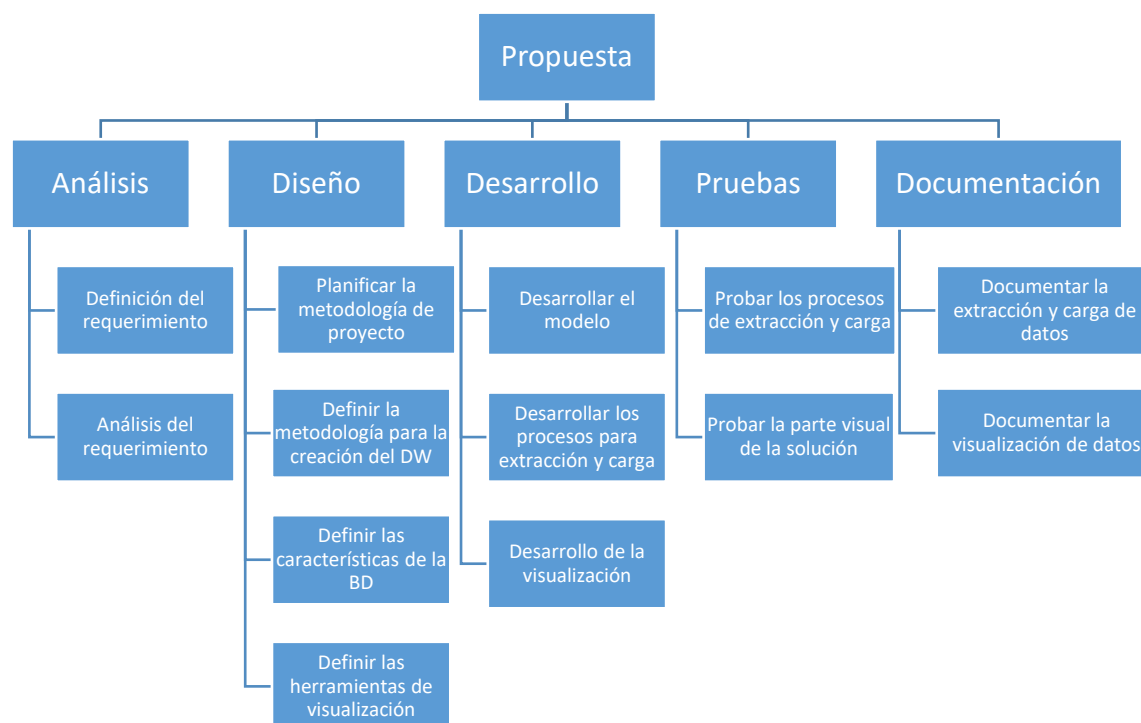 Propuesta
Análisis
Diseño
Desarrollo
Pruebas
Documentación
Definición del
requerimiento
Análisis del
requerimiento
Planificar la
metodología de
proyecto
Definir la
metodología para la
creación del DW
Definir las
características de la
BD
Definir las
herramientas de
visualización
Desarrollar el
modelo
Desarrollar los
procesos para
extracción y carga
Desarrollo de la
visualización
Probar los procesos
de extracción y carga
Probar la parte visual
de la solución
Documentar la
extracción y carga de
datos
Documentar la
visualización de datos